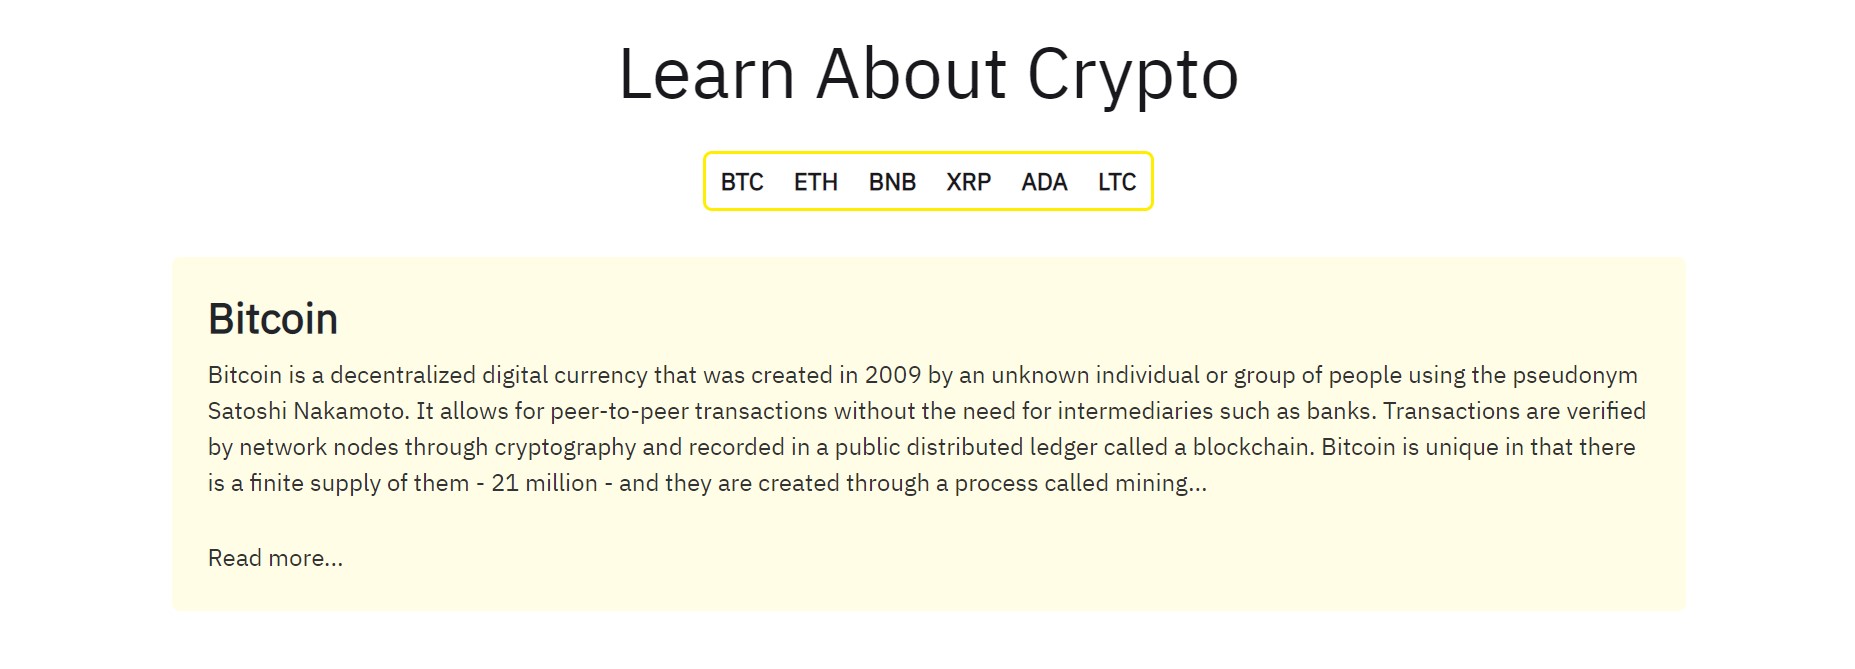 Learn About Crypto
BTC ETH BNB XRP ADA LTC
Bitcoin
Bitcoin is a decentralized digital currency that was created in 2009 by an unknown individual or group of people using the pseudonym
Satoshi Nakamoto. It allows for peer-to-peer transactions without the need for intermediaries such as banks. Transactions are verified
by network nodes through cryptography and recorded in a public distributed ledger called a blockchain. Bitcoin is unique in that there
is a finite supply of them - 21 million - and they are created through a process called mining...
Read more...